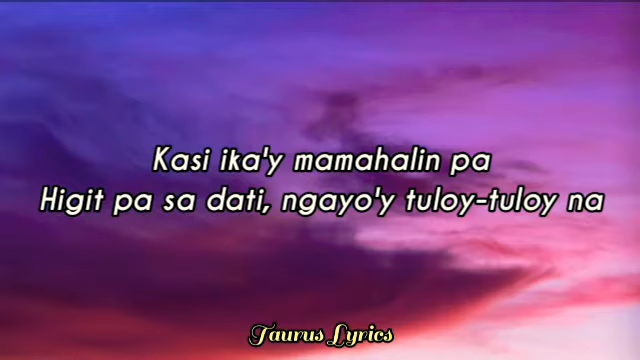 Kasi ika'y mamahalin pa
Higit pa sa dati, ngayo'y tuloy-tuloy na
Taurus Lyrics